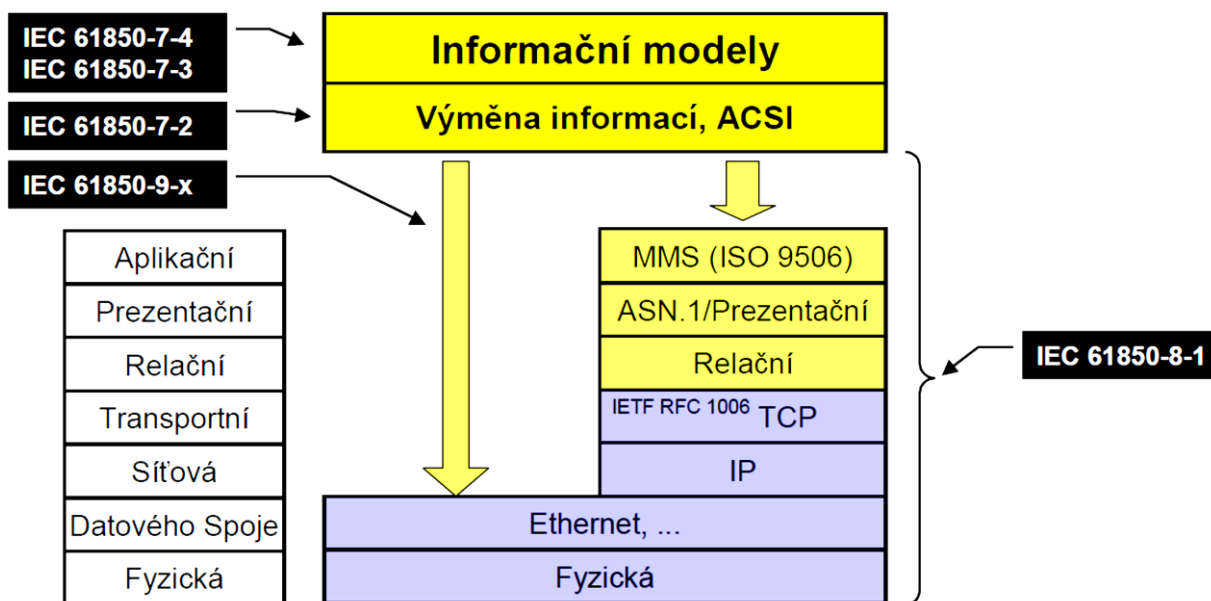 IEC 61850-7-4
IEC 61850-7-3
Informační modely
IEC 61850-7-2
Výměna informací, ACSI
IEC 61850-9-x
Aplikační
Prezentační
Relační
Transportní
Síťová
Datového Spoje
Fyzická
MMS (ISO 9506)
ASN.1/Prezentační
Relační
IETF RFC 1006 TCP
IP
Ethernet, ...
Fyzická
IEC 61850-8-1